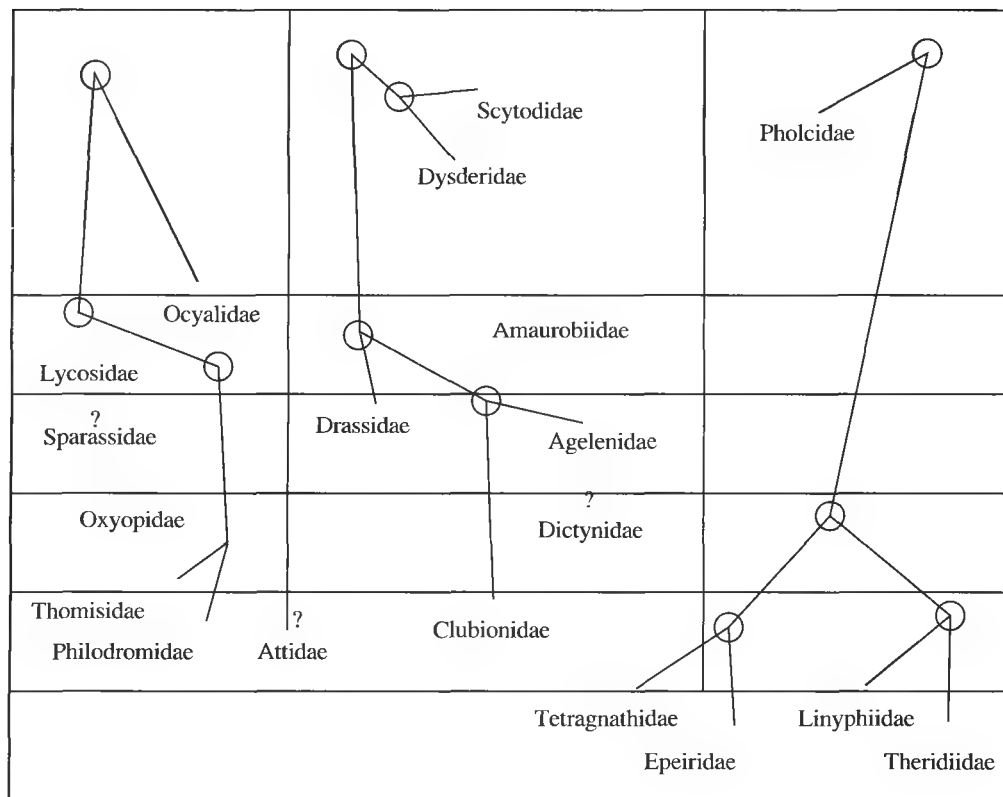 Scytodidae
Pholcidae
Dysderidae
Ocyalidae
Amaurobiidae
Lycosidae
?
Sparassidae
Drassidae
Agelenidae
?
Oxyopidae
Dictynidae
Thomisidae
?
Philodromidae
Attidae
Clubionidae
Tetragnathidae
Linyphiidae
Epeiridae
Theridiidae